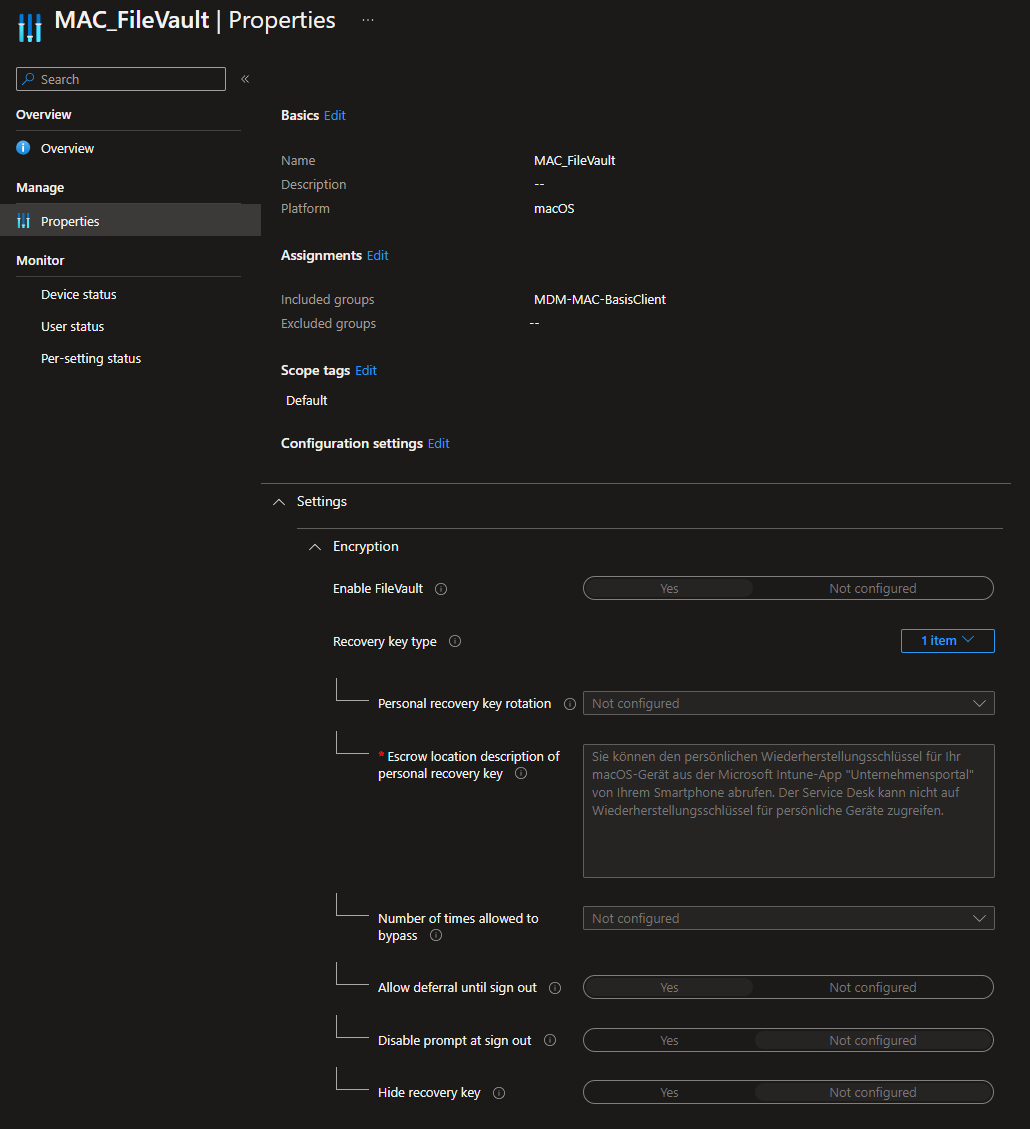 MAC_FileVault | Properties ...
Search «
Overview
Overview
Manage
Properties
Monitor
Device status
User status
Per-setting status
Basics Edit
Name MAC_FileVault
Description --
Platform macOS
Assignments Edit
Included groups MDM-MAC-BasisClient
Excluded groups --
Scope tags Edit
Default
Configuration settings Edit
Settings
Encryption
Enable FileVault Yes Not configured
Recovery key type 1 item
Personal recovery key rotation Not configured
* Escrow location description of
personal recovery key
Sie können den persönlichen Wiederherstellungsschlüssel für Ihr
macOS-Gerät aus der Microsoft Intune-App "Unternehmensportal"
von Ihrem Smartphone abrufen. Der Service Desk kann nicht auf
Wiederherstellungsschlüssel für persönliche Geräte zugreifen.
Number of times allowed to
bypass
Not configured
Allow deferral until sign out Yes Not configured
Disable prompt at sign out Yes Not configured
Hide recovery key Yes Not configured